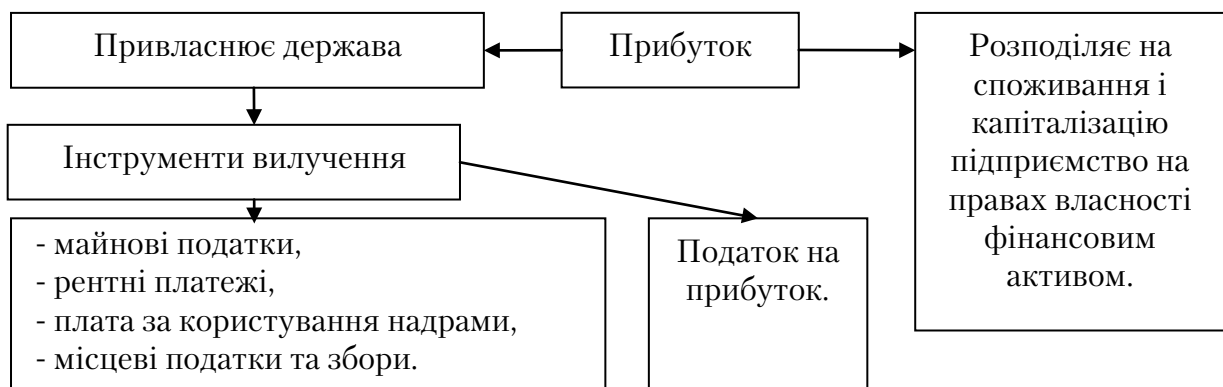 Привласнює держава
Прибуток
Розподіляє на
споживання і
капіталізацію
підприємство на
правах власності
фінансовим
активом.
Інструменти вилучення
- майнові податки,
- рентні платежі,
- плата за користування надрами,
- місцеві податки та збори.
Податок на
прибуток.